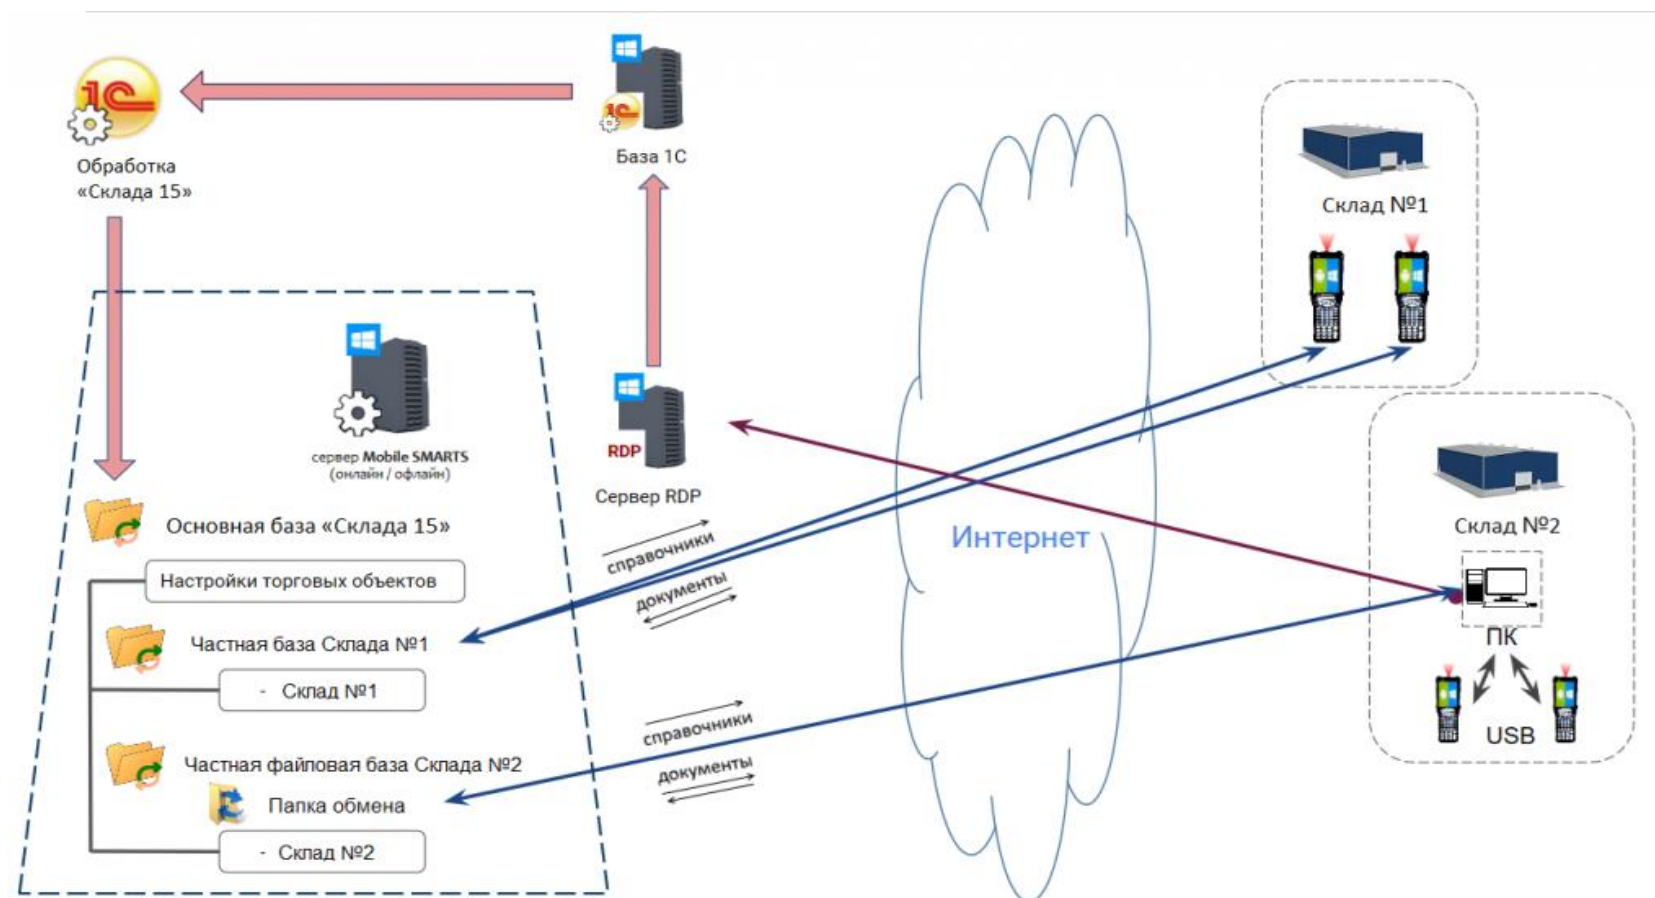 1С
Обработка
«Склада 15»
1С
База 1С
Склад №1
сервер Mobile SMARTS
(онлайн / офлайн)
RDP
Сервер RDP
Склад №2
Основная база «Склада 15»
справочники
Интернет
Настройки торговых объектов
документы
Частная база Склада №1
ПК
- Склад №1
справочники
USB
Частная файловая база Склада №2
документы
Папка обмена
- Склад №2